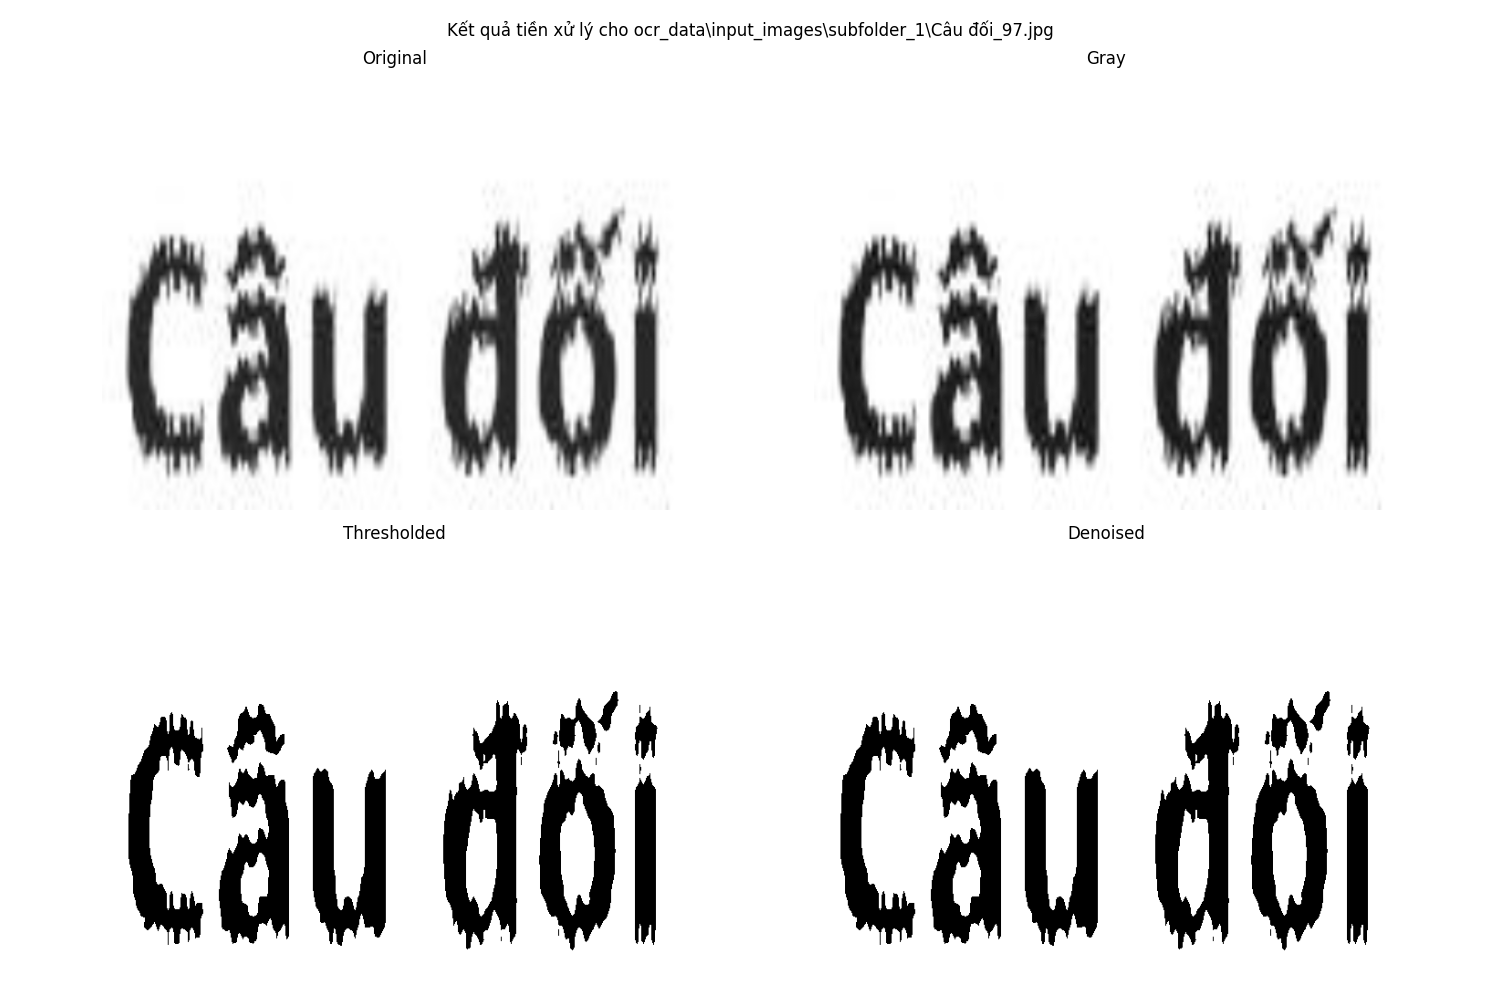 Kết quả tiền xử lý cho ocr_data\input_images\subfolder_1\Câu đối_97.jpg
Original
Gray
Câu đối
Câu đối
Thresholded
Denoised
Câu đối
Câu đối